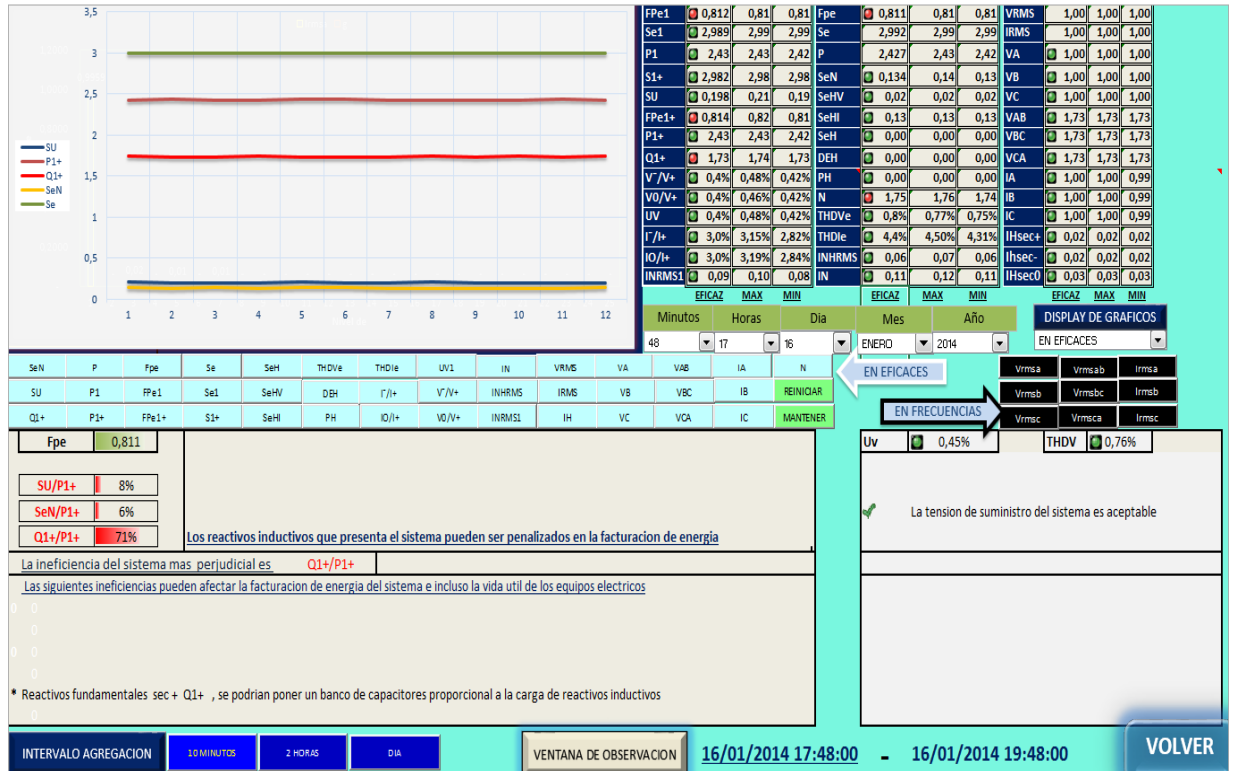 3,5
3
2,5
2
1,5
1
0,5
0
1 2 3 4 5 6 7 8 9 10 11 12
SU
P1+
Q1+
SeN
Se
FPe1 0,812 0,81 0,81 Fpe 0,811 0,81 0,81 VRMS 1,00 1,00 1,00
Se1 2,989 2,99 2,99 Se 2,992 2,99 2,99 IRMS 1,00 1,00 1,00
P1 2,43 2,43 2,42 P 2,427 2,43 2,42 VA 1,00 1,00 1,00
S1+ 2,982 2,98 2,98 SeN 0,134 0,14 0,13 VB 1,00 1,00 1,00
SU 0,198 0,21 0,19 SeHV 0,02 0,02 0,02 VC 1,00 1,00 1,00
FPe1+ 0,814 0,82 0,81 SeHI 0,13 0,13 0,13 VAB 1,73 1,73 1,73
P1+ 2,43 2,43 2,42 SeH 0,00 0,00 0,00 VBC 1,73 1,73 1,73
Q1+ 1,73 1,74 1,73 DEH 0,00 0,00 0,00 VCA 1,73 1,73 1,73
V⁻/V+ 0,4% 0,48% 0,42% PH 0,00 0,00 0,00 IA 1,00 1,00 0,99
V0/V+ 0,4% 0,46% 0,42% N 1,75 1,76 1,74 IB 1,00 1,00 0,99
UV 0,4% 0,48% 0,42% THDVe 0,8% 0,77% 0,75% IC 1,00 1,00 0,99
I⁻/I+ 3,0% 3,15% 2,82% THDIe 4,4% 4,50% 4,31% IHsec+ 0,02 0,02 0,02
IO/I+ 3,0% 3,19% 2,84% INHRMS 0,06 0,07 0,06 Ihsec- 0,02 0,02 0,02
INRMS1 0,09 0,10 0,08 IN 0,11 0,12 0,11 IHsec0 0,03 0,03 0,03
EFICAZ MAX MIN EFICAZ MAX MIN EFICAZ MAX MIN
Minutos Horas Dia Mes Año DISPLAY DE GRAFICOS
48 17 16 ENERO 2014 EN EFICACES
SeN P Fpe Se SeH THDVe THDIe UV1 IN VRMS VA VAB IA N
SU P1 FPe1 Se1 SeHV DEH I⁻/I+ V⁻/V+ INHRMS IRMS VB VBC IB REINICIAR
Q1+ P1+ FPe1+ S1+ SeHI PH IO/I+ V0/V+ INRMS1 IH VC VCA IC MANTENER
EN EFICACES
EN FRECUENCIAS
Vrmsa Vrmsab Irmsa
Vrmsb Vrmsbc Irmsb
Vrmsc Vrmsca Irmsc
Fpe 0,811
SU/P1+ 8%
SeN/P1+ 6%
Q1+/P1+ 71%
Los reactivos inductivos que presenta el sistema pueden ser penalizados en la facturacion de energia
Uv 0,45% THDV 0,76%
La tension de suministro del sistema es aceptable
La ineficiencia del sistema mas perjudicial es Q1+/P1+
Las siguientes ineficiencias pueden afectar la facturacion de energia del sistema e incluso la vida util de los equipos electricos
0 0
0
0 0
0
* Reactivos fundamentales sec + Q1+ , se podrian poner un banco de capacitores proporcional a la carga de reactivos inductivos
0
INTERVALO AGREGACION 10 MINUTOS 2 HORAS DIA VENTANA DE OBSERVACION 16/01/2014 17:48:00 - 16/01/2014 19:48:00 VOLVER